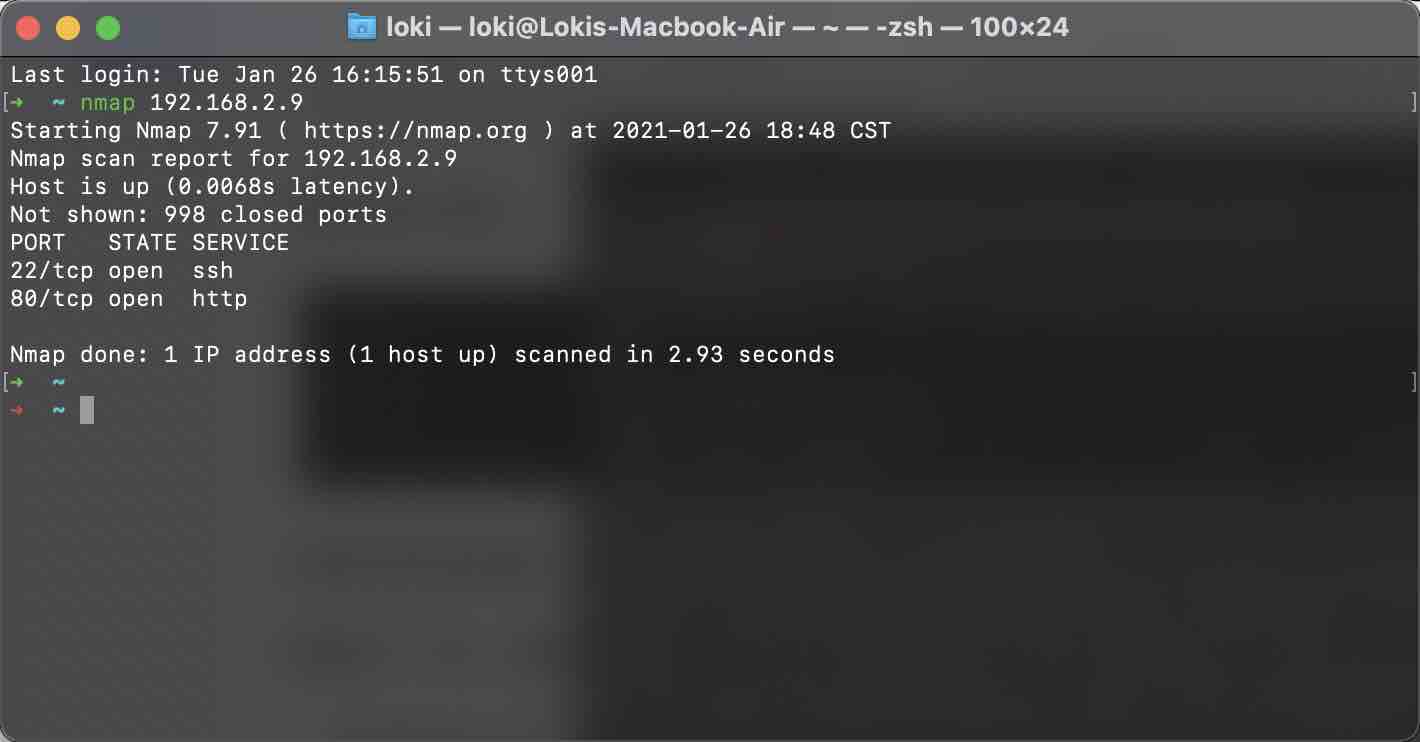 loki — loki@Lokis-Macbook-Air — ~ — -zsh — 100×24
Last login: Tue Jan 26 16:15:51 on ttys001
[➜  ~ nmap 192.168.2.9 ]
Starting Nmap 7.91 ( https://nmap.org ) at 2021-01-26 18:48 CST
Nmap scan report for 192.168.2.9
Host is up (0.0068s latency).
Not shown: 998 closed ports
PORT   STATE SERVICE
22/tcp open  ssh
80/tcp open  http
Nmap done: 1 IP address (1 host up) scanned in 2.93 seconds
[➜  ~ ]
➜  ~